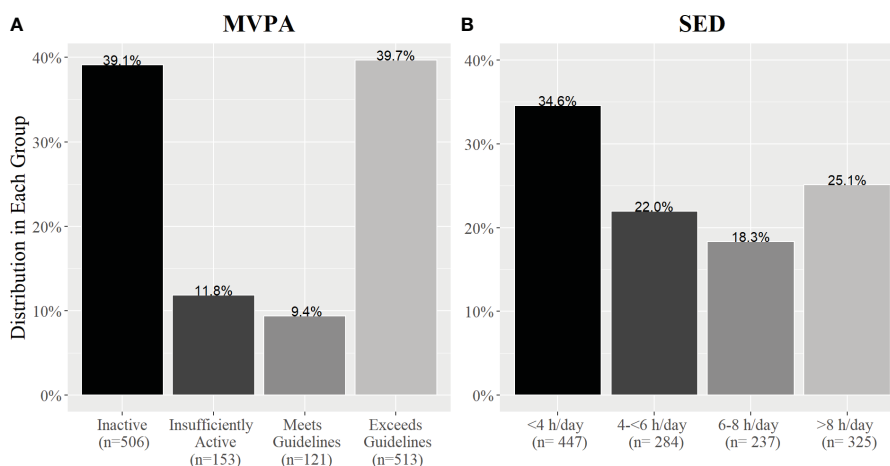 A
MVPA
Distribution in Each Group
40%
30%
20%
10%
0%
39.1%
11.8%
9.4%
39.7%
Inactive
(n=506)
Insufficiently
Active
(n=153)
Meets
Guidelines
(n=121)
Exceeds
Guidelines
(n=513)
B
SED
40%
30%
20%
10%
0%
34.6%
22.0%
18.3%
25.1%
<4 h/day
(n= 447)
4-<6 h/day
(n= 284)
6-8 h/day
(n= 237)
>8 h/day
(n= 325)